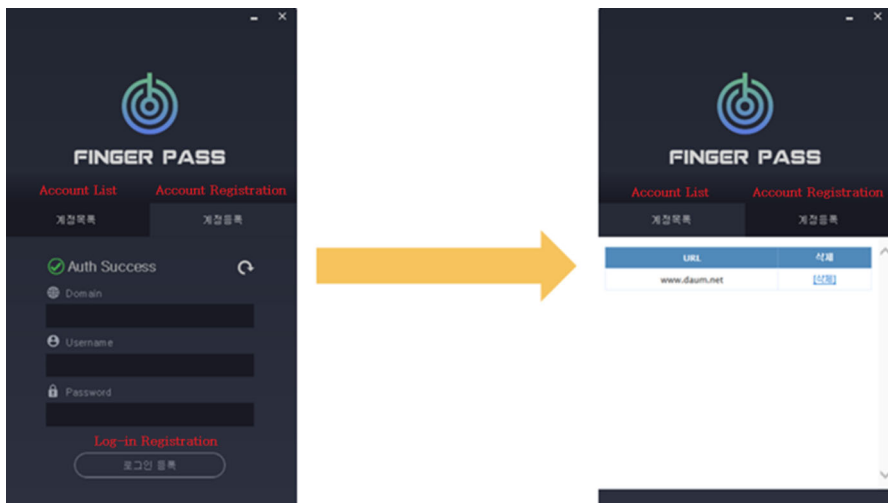 FINGER PASS
Account List Account Registration
계정목록 계정등록
Auth Success
Domain
Username
Password
Log-in Registration
로그인 등록
FINGER PASS
Account List Account Registration
계정목록 계정등록
URL 삭제
www.daum.net [삭제]